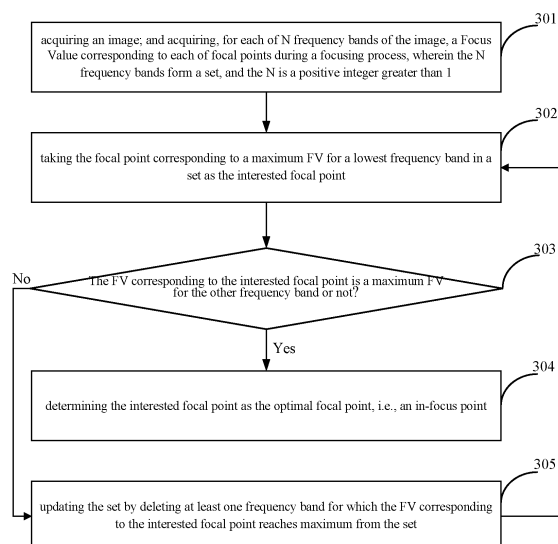 301
acquiring an image; and acquiring, for each of N frequency bands of the image, a Focus
Value corresponding to each of focal points during a focusing process, wherein the N
frequency bands form a set, and the N is a positive integer greater than 1
302
taking the focal point corresponding to a maximum FV for a lowest frequency band in a
set as the interested focal point
303
No
The FV corresponding to the interested focal point is a maximum FV
for the other frequency band or not?
Yes
304
determining the interested focal point as the optimal focal point, i.e., an in-focus point
305
updating the set by deleting at least one frequency band for which the FV corresponding
to the interested focal point reaches maximum from the set